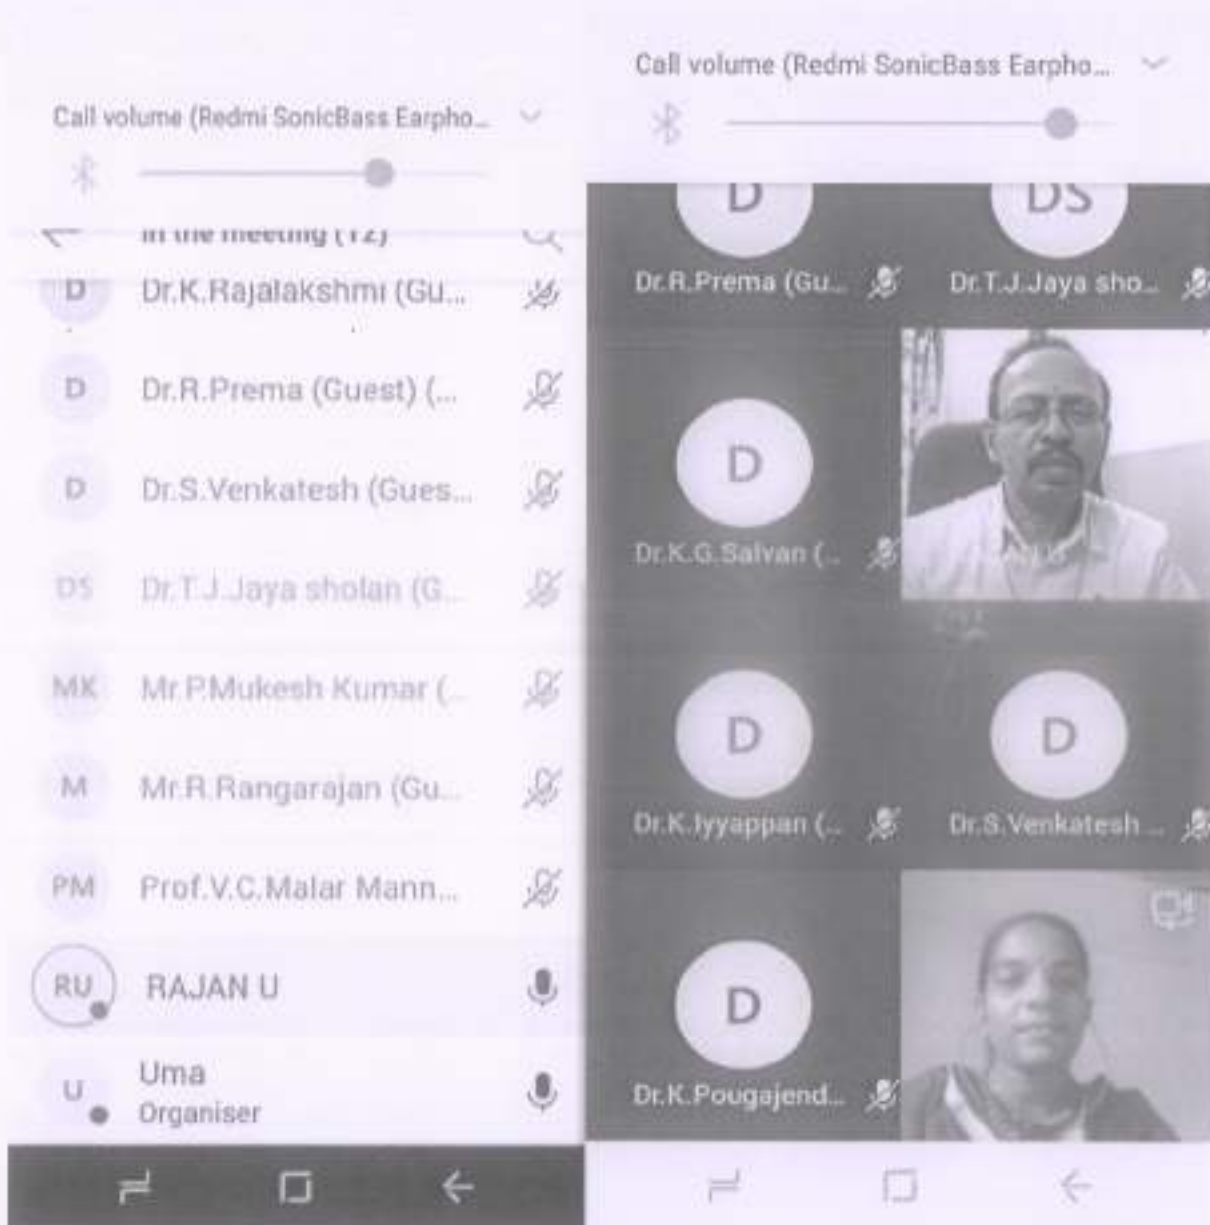 Call volume (Redmi SonicBass Earpho...
In the meeting (12)
D Dr.K.Rajalakshmi (Gu...
D Dr.R.Prema (Guest) (...
D Dr.S.Venkatesh (Gues...
DS Dr.T.J.Jaya sholan (G...
MK Mr.P.Mukesh Kumar (...
M Mr.R.Rangarajan (Gu...
PM Prof.V.C.Malar Mann...
RU RAJAN U
U Uma
Organiser
Call volume (Redmi SonicBass Earpho...
D DS
Dr.R.Prema (Gu... Dr.T.J.Jaya sho...
D
Dr.K.G.Salvan (...
D D
Dr.K.Iyyappan (... Dr.S.Venkatesh ...
D
Dr.K.Pougajend...